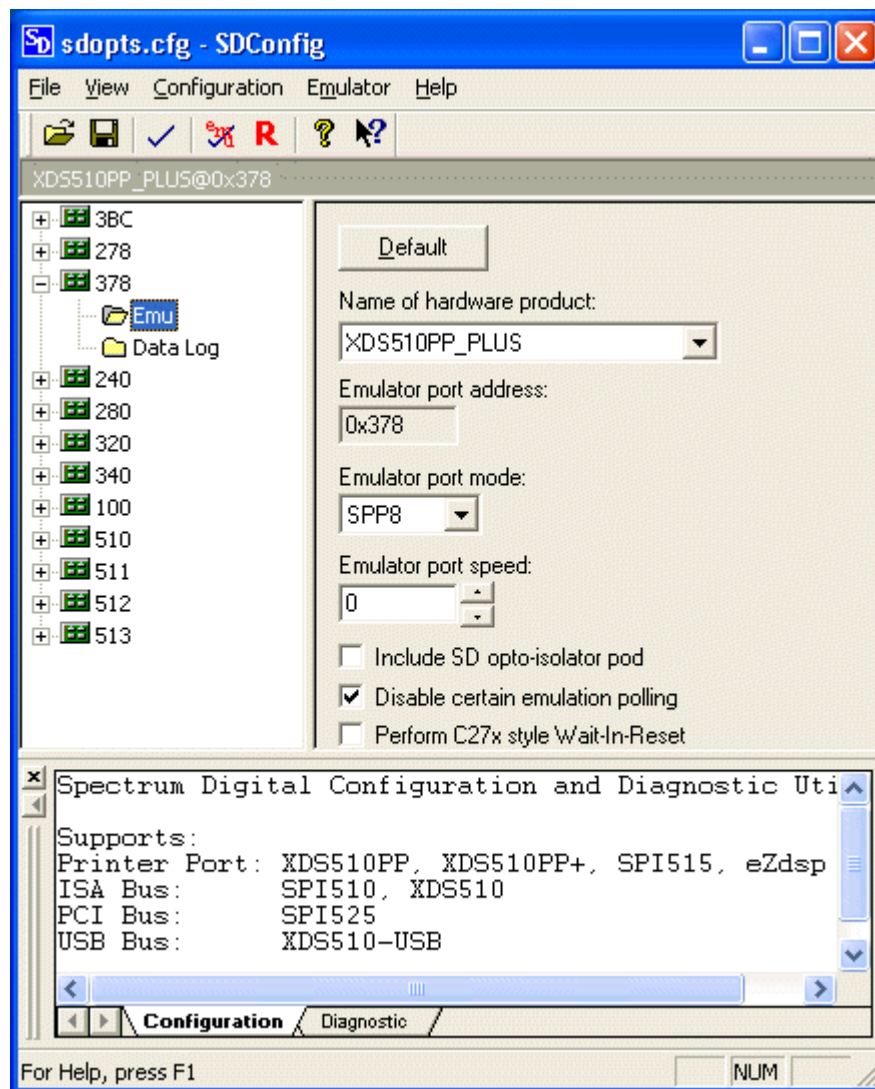 SD sdopts.cfg - SDConfig
File View Configuration Emulator Help
R
XDS510PP_PLUS@0x378
3BC
278
378
Emu
Data Log
240
280
320
340
100
510
511
512
513
Default
Name of hardware product:
XDS510PP_PLUS
Emulator port address:
0x378
Emulator port mode:
SPP8
Emulator port speed:
0
Include SD opto-isolator pod
Disable certain emulation polling
Perform C27x style Wait-In-Reset
Spectrum Digital Configuration and Diagnostic Uti
Supports:
Printer Port: XDS510PP, XDS510PP+, SPI515, eZdsp
ISA Bus: SPI510, XDS510
PCI Bus: SPI525
USB Bus: XDS510-USB
Configuration Diagnostic
For Help, press F1 NUM